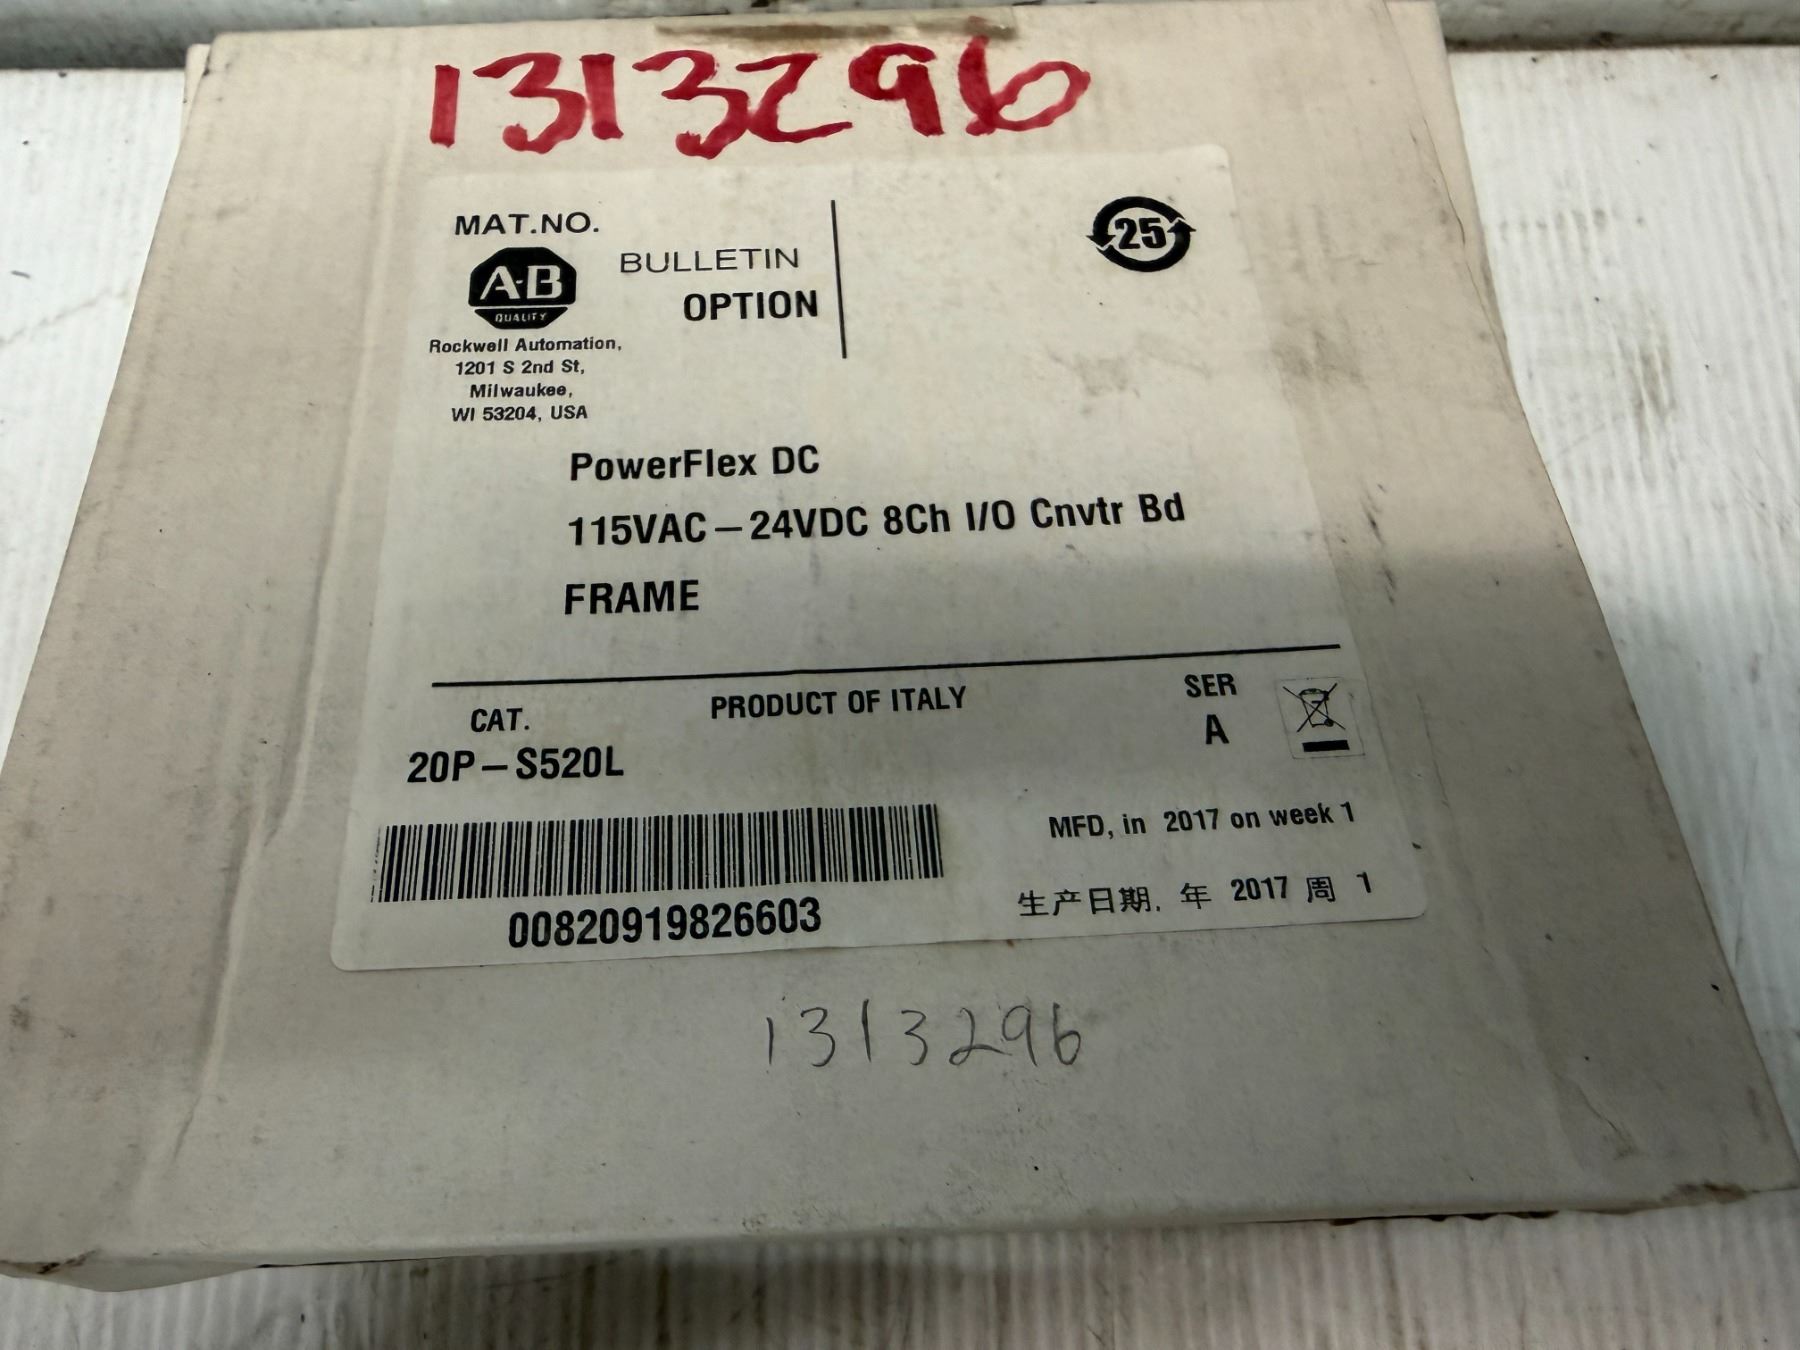 1313296
MAT.NO.
A-B
QUALITY
BULLETIN
OPTION
25
Rockwell Automation,
1201 S 2nd St,
Milwaukee,
WI 53204, USA
PowerFlex DC
115VAC-24VDC 8Ch I/O Cnvtr Bd
FRAME
CAT.
20P-S520L
PRODUCT OF ITALY
SER
A
MFD, in 2017 on week 1
生产日期. 年 2017 周 1
00820919826603
1313296